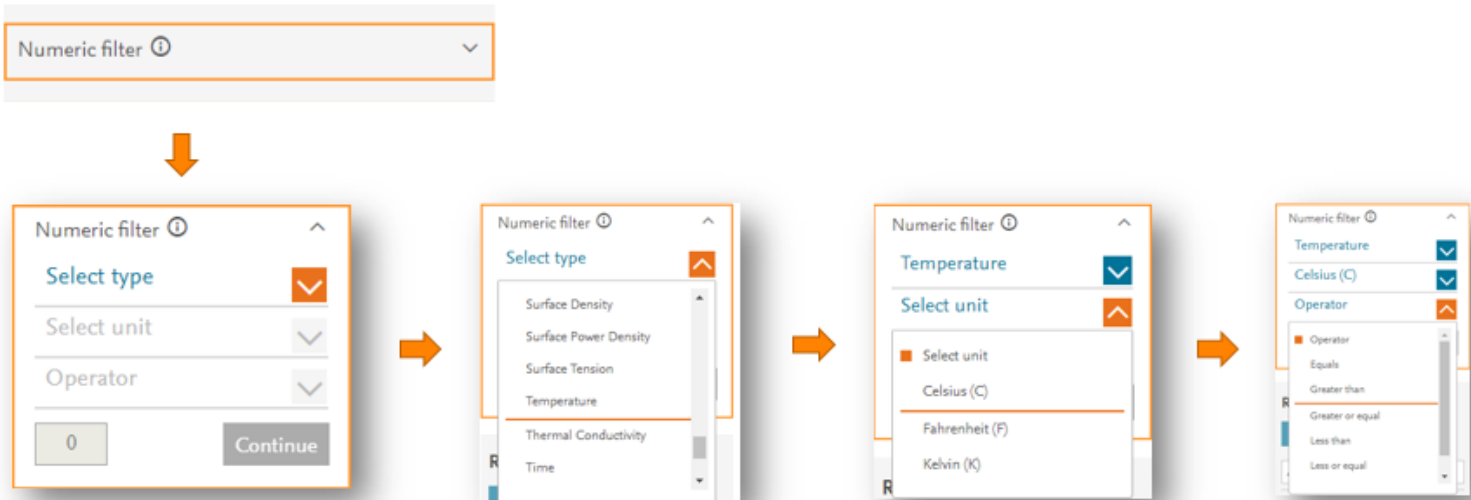 Numeric filter
Numeric filter
Select type
Select unit
Operator
0
Continue
Numeric filter
Select type
Surface Density
Surface Power Density
Surface Tension
Temperature
Thermal Conductivity
Time
R
Numeric filter
Temperature
Select unit
Select unit
Celsius (C)
Fahrenheit (F)
Kelvin (K)
R
Numeric filter
Temperature
Celsius (C)
Operator
Operator
Equals
Greater than
R
Greater or equal
Less than
Less or equal